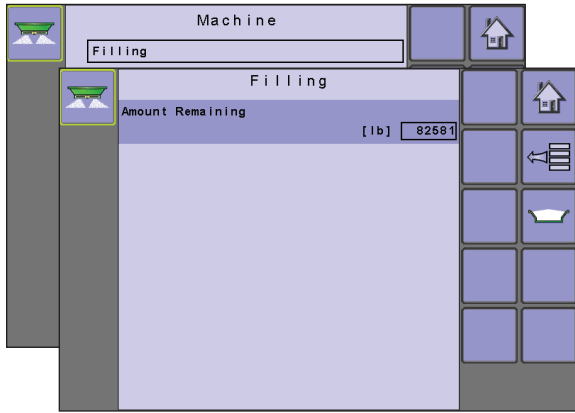 Machine
Filling
Filling
Amount Remaining
[lb] 82581